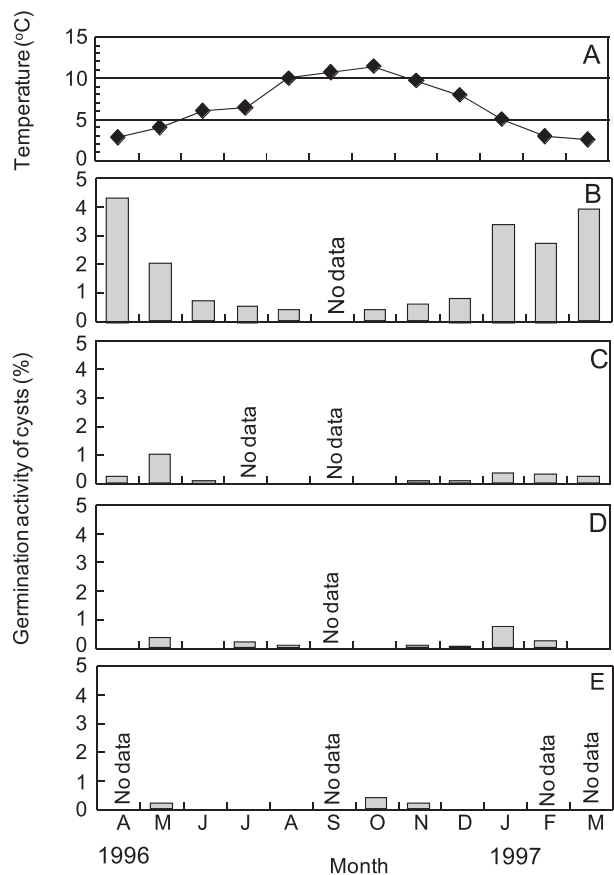 Temperature (°C)
15
10
5
0
A
Germination activity of cysts (%)
5
4
3
2
1
0
B
No data
5
4
3
2
1
0
C
No data
No data
5
4
3
2
1
0
D
No data
5
4
3
2
1
0
E
No data
No data
No data
No data
A M J J A S O N D J F M
1996 1997
Month